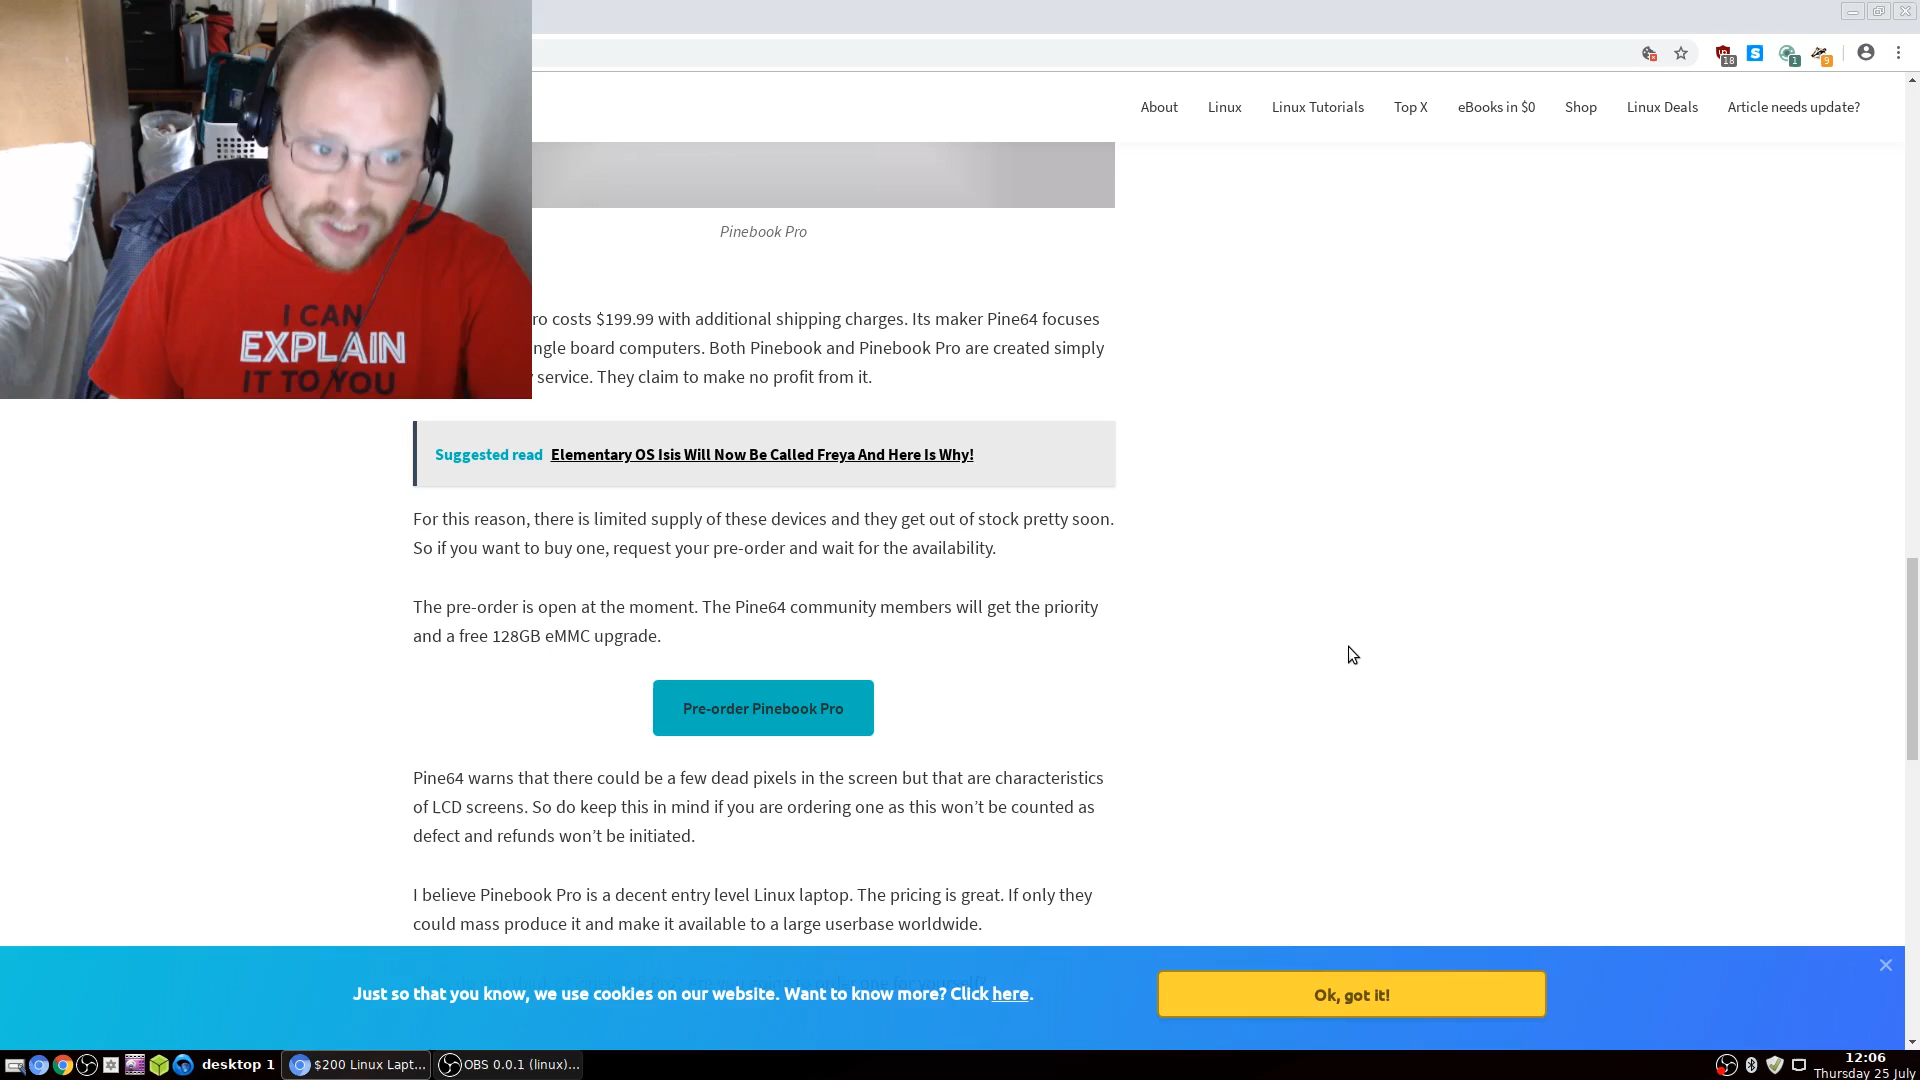 I CAN
EXPLAIN
IT TO YOU
18
S
1
9
About Linux Linux Tutorials Top X eBooks in $0 Shop Linux Deals Article needs update?
Pinebook Pro
ro costs $199.99 with additional shipping charges. Its maker Pine64 focuses
ngle board computers. Both Pinebook and Pinebook Pro are created simply
service. They claim to make no profit from it.
Suggested read Elementary OS Isis Will Now Be Called Freya And Here Is Why!
For this reason, there is limited supply of these devices and they get out of stock pretty soon.
So if you want to buy one, request your pre-order and wait for the availability.
The pre-order is open at the moment. The Pine64 community members will get the priority
and a free 128GB eMMC upgrade.
Pre-order Pinebook Pro
Pine64 warns that there could be a few dead pixels in the screen but that are characteristics
of LCD screens. So do keep this in mind if you are ordering one as this won’t be counted as
defect and refunds won’t be initiated.
I believe Pinebook Pro is a decent entry level Linux laptop. The pricing is great. If only they
could mass produce it and make it available to a large userbase worldwide.
Just so that you know, we use cookies on our website. Want to know more? Click here.
Ok, got it!
desktop 1 $200 Linux Lapt... OBS 0.0.1 (linux)...
12:06
Thursday 25 July